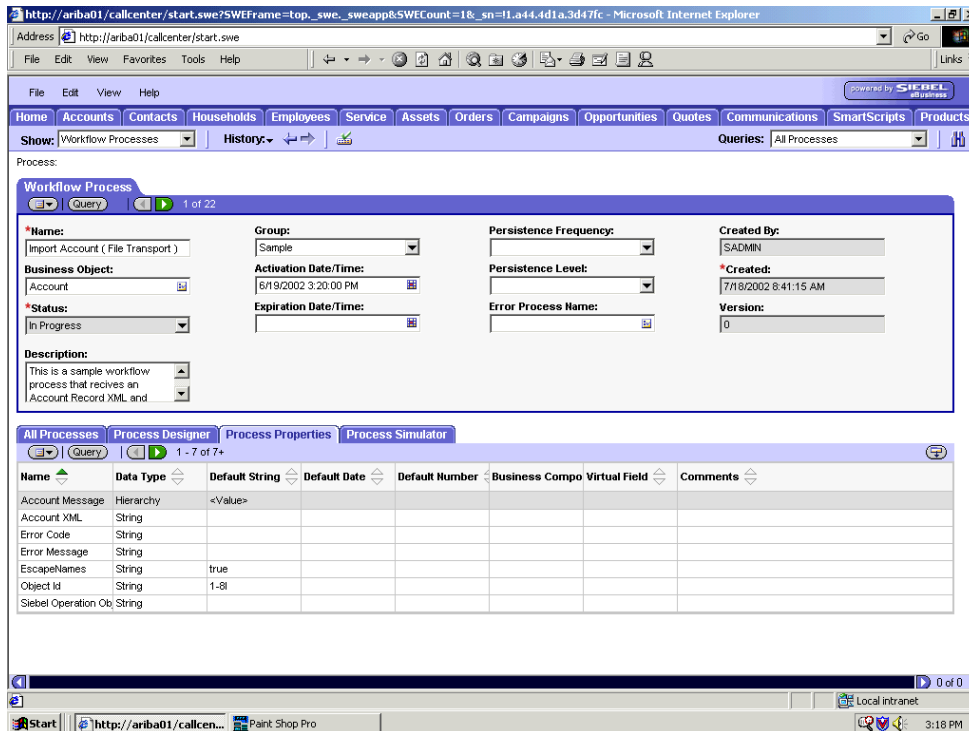 http://ariba01/callcenter/start.swe?SWEFrame=top._swe._sweapp&SWECount=1&_sn=!1.a44.4d1a.3d47fc - Microsoft Internet Explorer
Address http://ariba01/callcenter/start.swe Go
File Edit View Favorites Tools Help Links
File Edit View Help powered by SIEBEL eBusiness
Home Accounts Contacts Households Employees Service Assets Orders Campaigns Opportunities Quotes Communications SmartScripts Products
Show: Workflow Processes History: Queries: All Processes
Process:
Workflow Process
Query 1 of 22
*Name: Group: Persistence Frequency: Created By:
Import Account ( File Transport ) Sample SADMIN
Business Object: Activation Date/Time: Persistence Level: *Created:
Account 6/19/2002 3:20:00 PM 7/18/2002 8:41:15 AM
*Status: Expiration Date/Time: Error Process Name: Version:
In Progress 0
Description:
This is a sample workflow
process that recives an
Account Record XML and
All Processes Process Designer Process Properties Process Simulator
Query 1 - 7 of 7+
Name Data Type Default String Default Date Default Number Business Compo Virtual Field Comments
Account Message Hierarchy <Value>
Account XML String
Error Code String
Error Message String
EscapeNames String true
Object Id String 1-8I
Siebel Operation Ob String
0 of 0
Local intranet
Start http://ariba01/callcen... Paint Shop Pro 3:18 PM